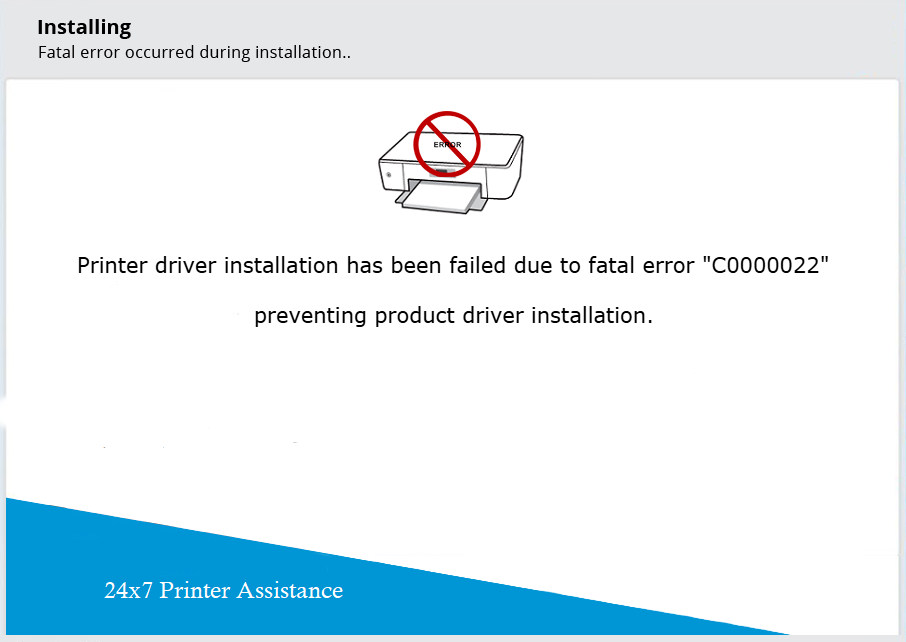 Installing
Fatal error occurred during installation..
ERROR
Printer driver installation has been failed due to fatal error "C0000022"
preventing product driver installation.
24x7 Printer Assistance